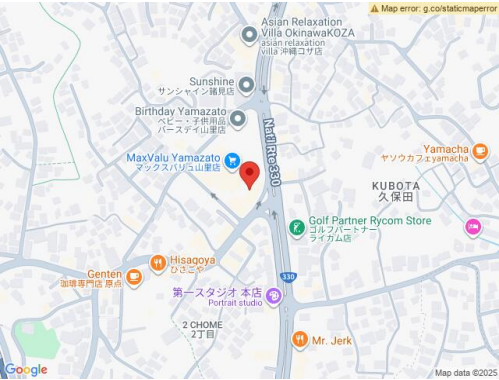 Map error: g.co/staticmaperror
Asian Relaxation
Villa OkinawaKOZA
asian relaxation
villa 沖縄コザ店
Sunshine
サンシャイン諸見店
Birthday Yamazato
ベビー・子供用品
バースデイ山里店
Nat'l Rte 330
MaxValu Yamazato
マックスバリュ山里店
Yamacha
ヤソウカフェyamacha
KUBOTA
久保田
Golf Partner Rycom Store
ゴルフパートナー
ライカム店
Hisagoya
ひさごや
Genten
珈琲専門店 原点
330
第一スタジオ 本店
Portrait studio
2 CHOME
2丁目
Mr. Jerk
Google
Map data ©2025